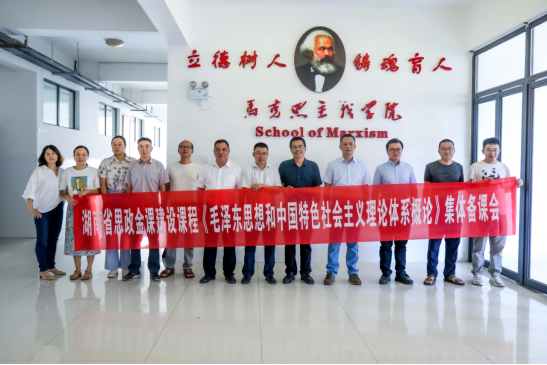 立德树人 铸魂育人
马克思主义学院
School of Marxism
湖南省思政金课建设课程《毛泽东思想和中国特色社会主义理论体系概论》集体备课会